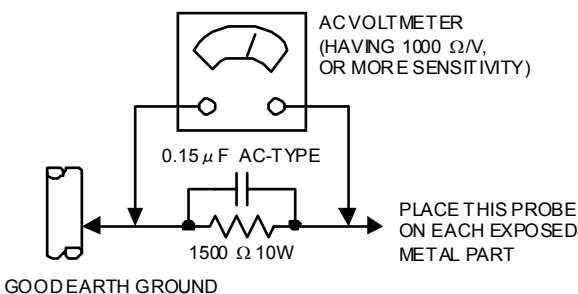 AC VOLTMETER
(HAVING 1000 Ω/V,
OR MORE SENSITIVITY)
0.15 μ F AC-TYPE
1500 Ω 10W
PLACE THIS PROBE
ON EACH EXPOSED
METAL PART
GOOD EARTH GROUND